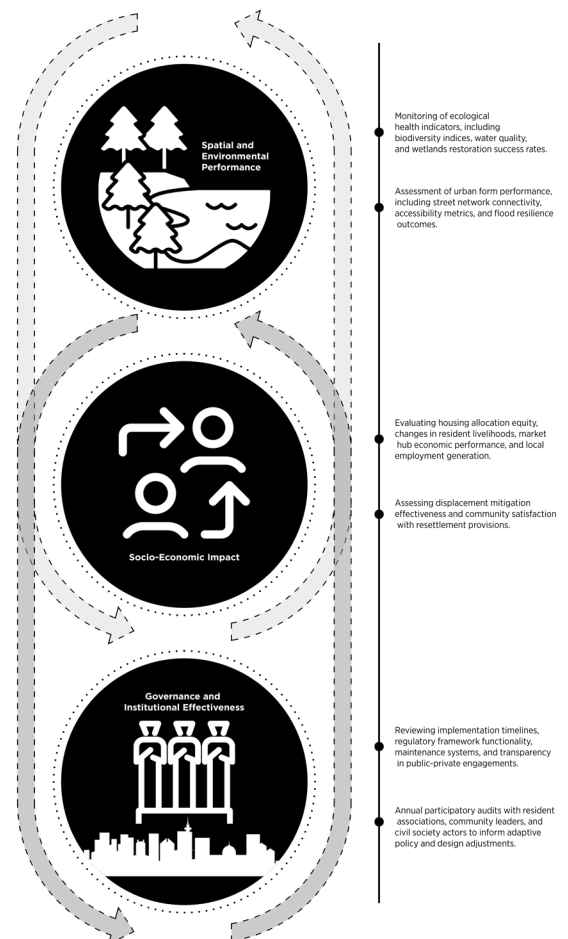 Spatial and
Environmental
Performance
Monitoring of ecological
health indicators, including
biodiversity indices, water quality,
and wetlands restoration success rates.
Assessment of urban form performance,
including street network connectivity,
accessibility metrics, and flood resilience
outcomes.
Socio-Economic Impact
Evaluating housing allocation equity,
changes in resident livelihoods, market
hub economic performance, and local
employment generation.
Assessing displacement mitigation
effectiveness and community satisfaction
with resettlement provisions.
Governance and
Institutional Effectiveness
Reviewing implementation timelines,
regulatory framework functionality,
maintenance systems, and transparency
in public-private engagements.
Annual participatory audits with resident
associations, community leaders, and
civil society actors to inform adaptive
policy and design adjustments.